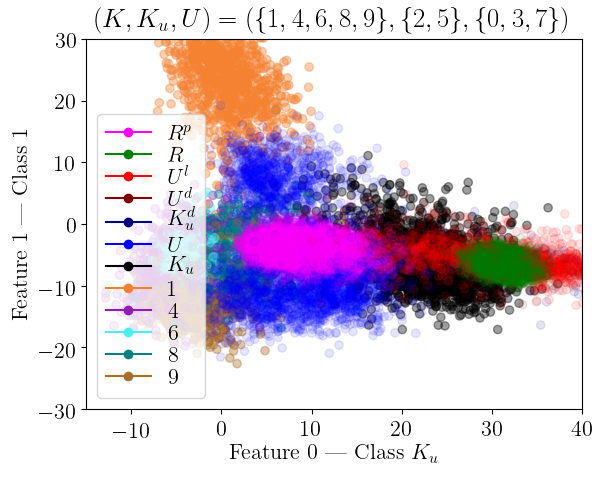 (K, K_u, U) = ({1, 4, 6, 8, 9}, {2, 5}, {0, 3, 7})
Feature 1 — Class 1
30
20
10
0
−10
−20
−30
R^p
R
U^l
U^d
K_u^d
U
K_u
1
4
6
8
9
−10 0 10 20 30 40
Feature 0 — Class K_u